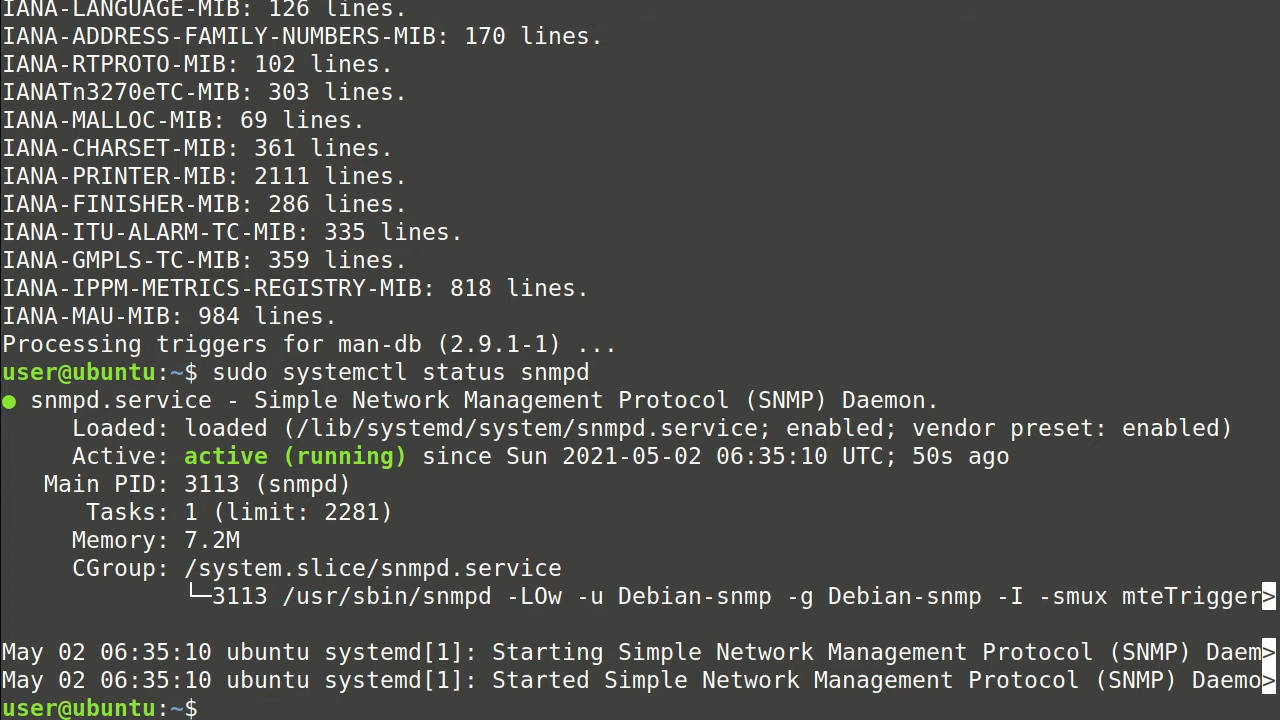 IANA-LANGUAGE-MIB: 126 lines.
IANA-ADDRESS-FAMILY-NUMBERS-MIB: 170 lines.
IANA-RTPROTO-MIB: 102 lines.
IANATn3270eTC-MIB: 303 lines.
IANA-MALLOC-MIB: 69 lines.
IANA-CHARSET-MIB: 361 lines.
IANA-PRINTER-MIB: 2111 lines.
IANA-FINISHER-MIB: 286 lines.
IANA-ITU-ALARM-TC-MIB: 335 lines.
IANA-GMPLS-TC-MIB: 359 lines.
IANA-IPPM-METRICS-REGISTRY-MIB: 818 lines.
IANA-MAU-MIB: 984 lines.
Processing triggers for man-db (2.9.1-1) ...
user@ubuntu:~$ sudo systemctl status snmpd
● snmpd.service - Simple Network Management Protocol (SNMP) Daemon.
     Loaded: loaded (/lib/systemd/system/snmpd.service; enabled; vendor preset: enabled)
     Active: active (running) since Sun 2021-05-02 06:35:10 UTC; 50s ago
   Main PID: 3113 (snmpd)
      Tasks: 1 (limit: 2281)
     Memory: 7.2M
     CGroup: /system.slice/snmpd.service
             └─3113 /usr/sbin/snmpd -LOw -u Debian-snmp -g Debian-snmp -I -smux mteTrigger>
May 02 06:35:10 ubuntu systemd[1]: Starting Simple Network Management Protocol (SNMP) Daem>
May 02 06:35:10 ubuntu systemd[1]: Started Simple Network Management Protocol (SNMP) Daemo>
user@ubuntu:~$